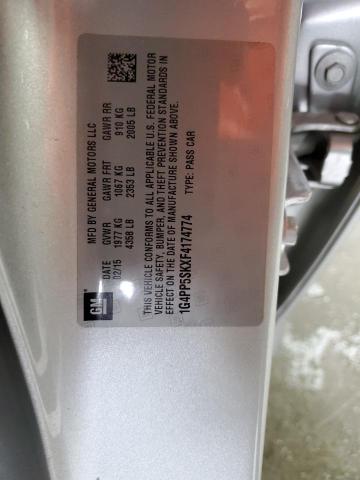 MFD BY GENERAL MOTORS LLC
DATE GVWR GAWR FRT GAWR RR
02/15 1977 KG 1067 KG 910 KG
4358 LB 2353 LB 2005 LB
THIS VEHICLE CONFORMS TO ALL APPLICABLE U.S. FEDERAL MOTOR
VEHICLE SAFETY, BUMPER, AND THEFT PREVENTION STANDARDS IN
EFFECT ON THE DATE OF MANUFACTURE SHOWN ABOVE.
1G4PP5SKXF4174774 TYPE: PASS CAR
GM